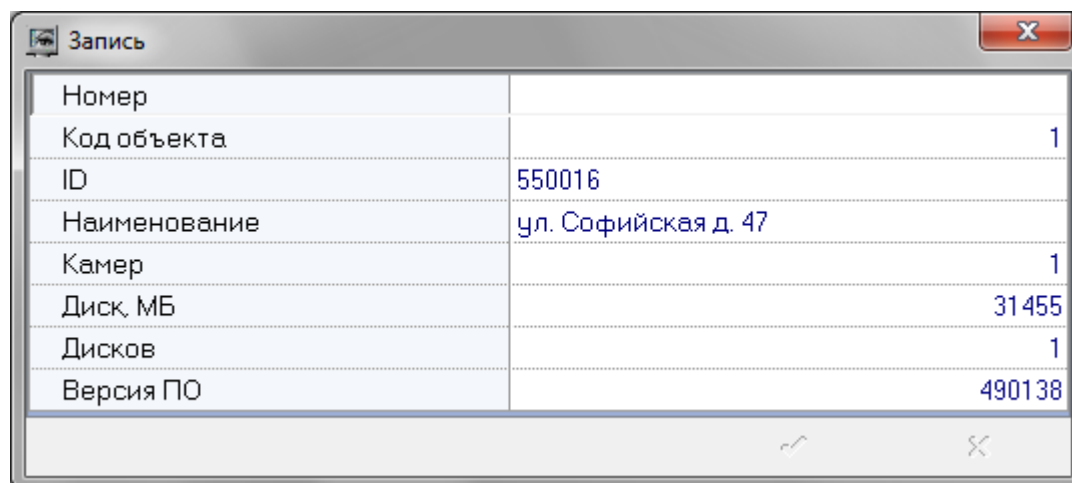 Запись
Номер
Код объекта 1
ID 550016
Наименование ул. Софийская д. 47
Камер 1
Диск, МБ 31455
Дисков 1
Версия ПО 490138